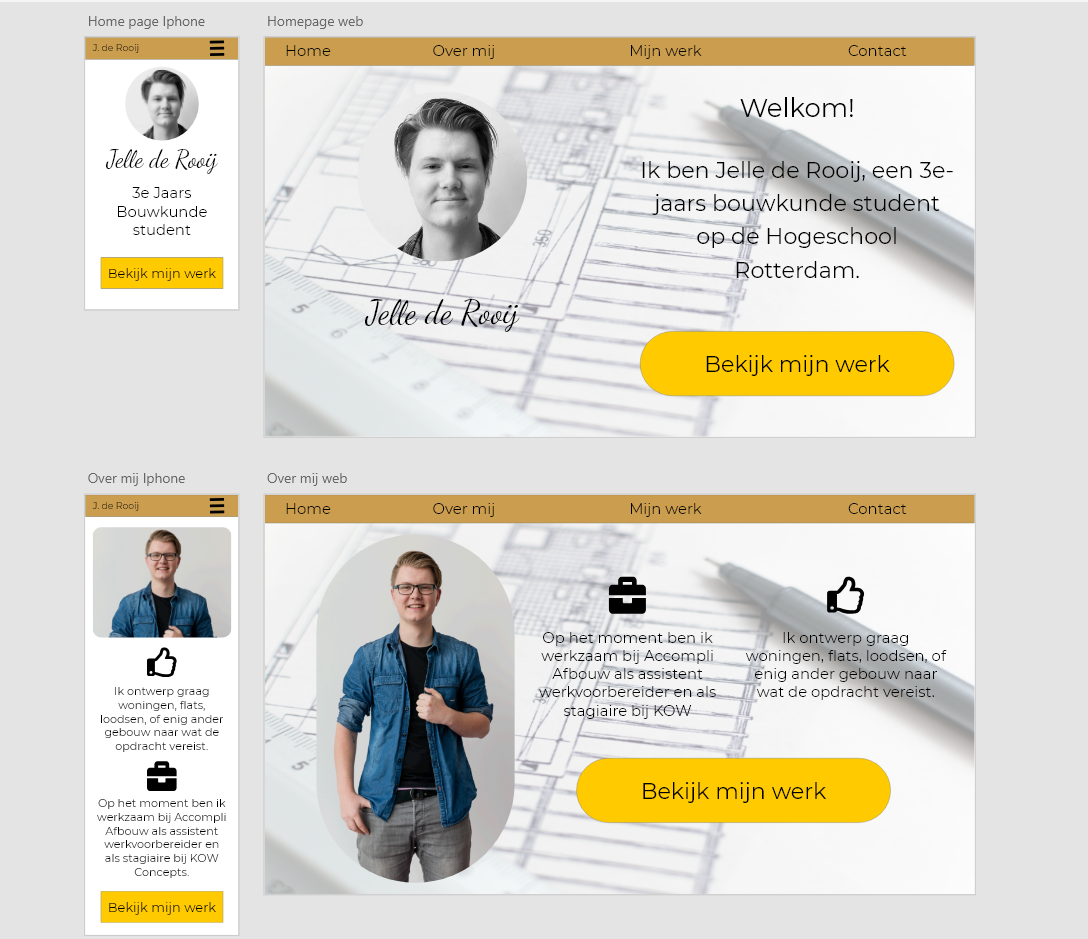 Home page Iphone
J. de Rooij
Jelle de Rooij
3e Jaars
Bouwkunde
student
Bekijk mijn werk
Homepage web
Home Over mij Mijn werk Contact
Welkom!
Ik ben Jelle de Rooij, een 3e-
jaars bouwkunde student
op de Hogeschool
Rotterdam.
350
Jelle de Rooij
5
6
7
8
Bekijk mijn werk
Over mij Iphone
J. de Rooij
Ik ontwerp graag
woningen, flats,
loodsen, of enig ander
gebouw naar wat de
opdracht vereist.
Op het moment ben ik
werkzaam bij Accompli
Afbouw als assistent
werkvoorbereider en
als stagiaire bij KOW
Concepts.
Bekijk mijn werk
Over mij web
Home Over mij Mijn werk Contact
Op het moment ben ik
werkzaam bij Accompli
Afbouw als assistent
werkvoorbereider en als
stagiaire bij KOW
Ik ontwerp graag
woningen, flats, loodsen, of
enig ander gebouw naar
wat de opdracht vereist.
5
Bekijk mijn werk